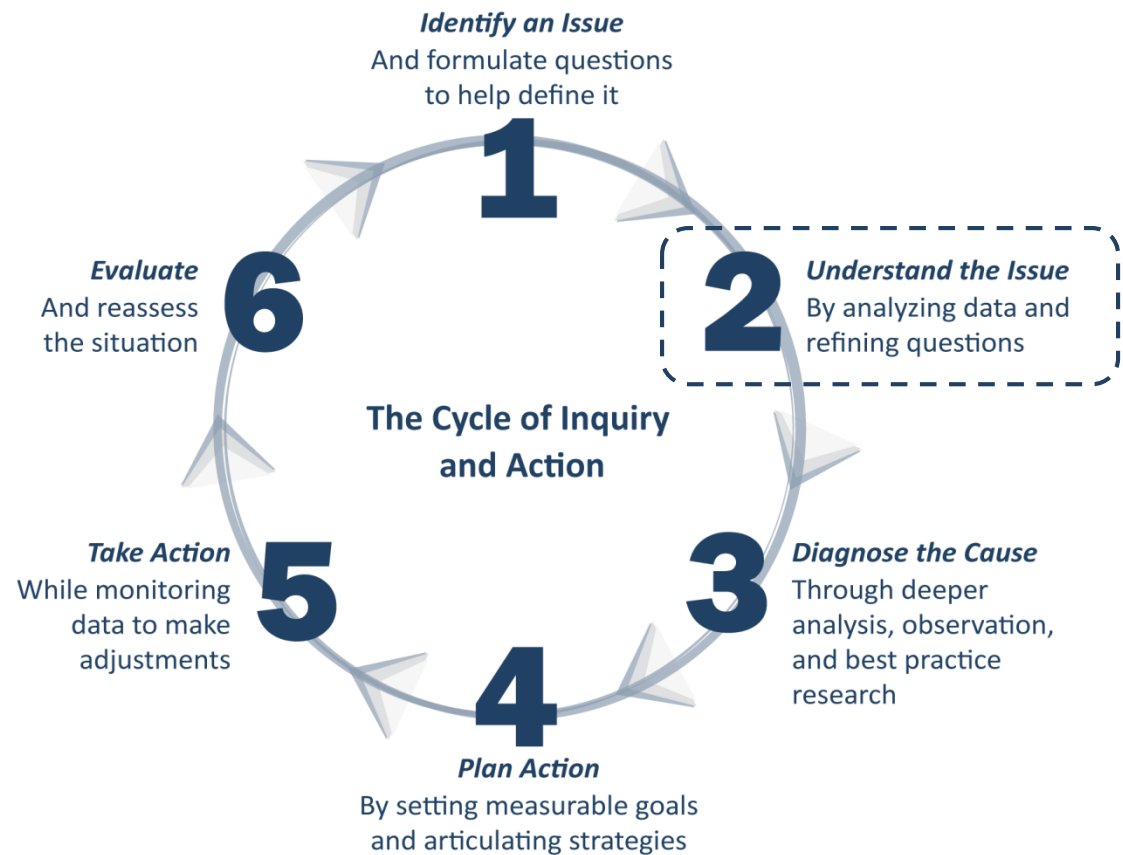 Identify an Issue
And formulate questions
to help define it
1
2
Understand the Issue
By analyzing data and
refining questions
3
Diagnose the Cause
Through deeper
analysis, observation,
and best practice
research
4
Plan Action
By setting measurable goals
and articulating strategies
5
Take Action
While monitoring
data to make
adjustments
6
Evaluate
And reassess
the situation
The Cycle of Inquiry
and Action